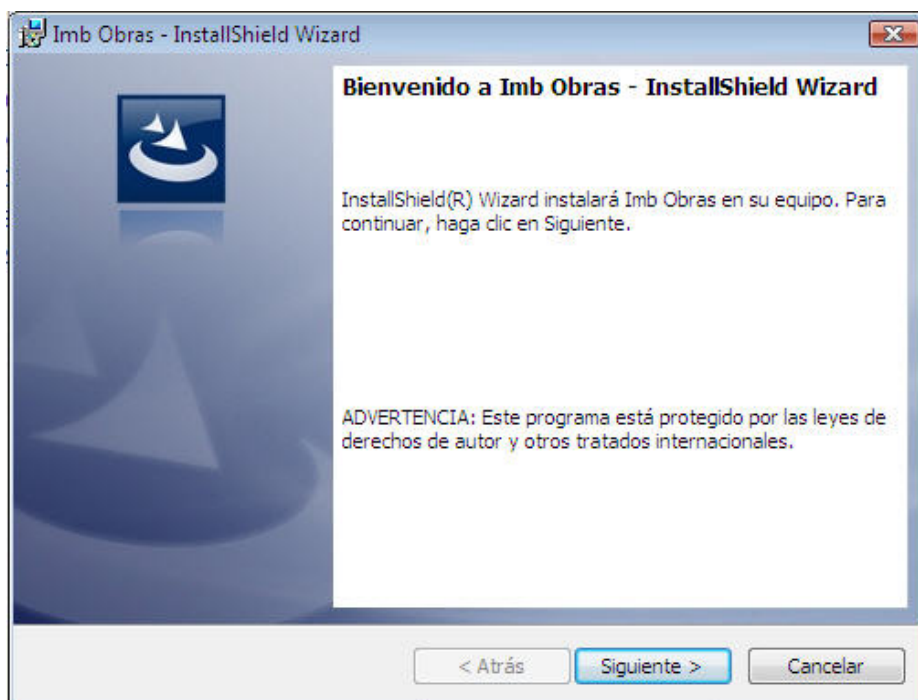 Imb Obras - InstallShield Wizard
Bienvenido a Imb Obras - InstallShield Wizard
InstallShield(R) Wizard instalará Imb Obras en su equipo. Para
continuar, haga clic en Siguiente.
ADVERTENCIA: Este programa está protegido por las leyes de
derechos de autor y otros tratados internacionales.
< Atrás
Siguiente >
Cancelar